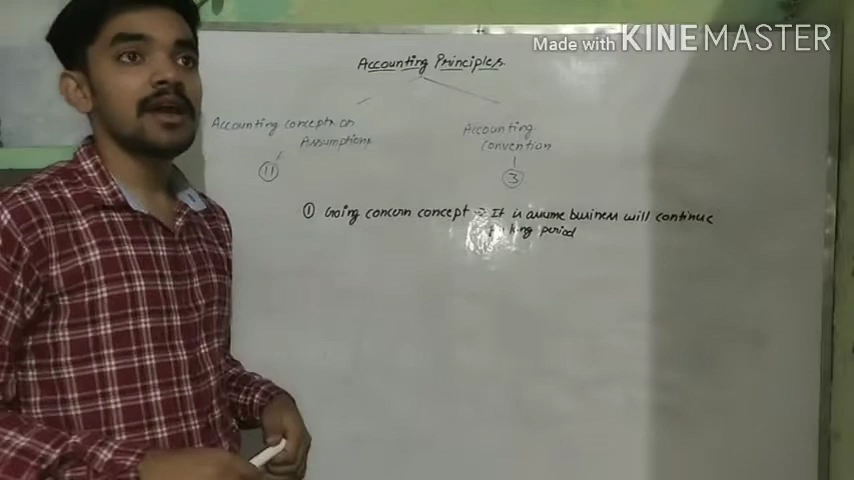 Made with KINEMASTER
Accounting Principles
Accounting concepts or
Assumptions
Accounting
Convention
11
3
① Going concern concept → It is assume business will continue
long period